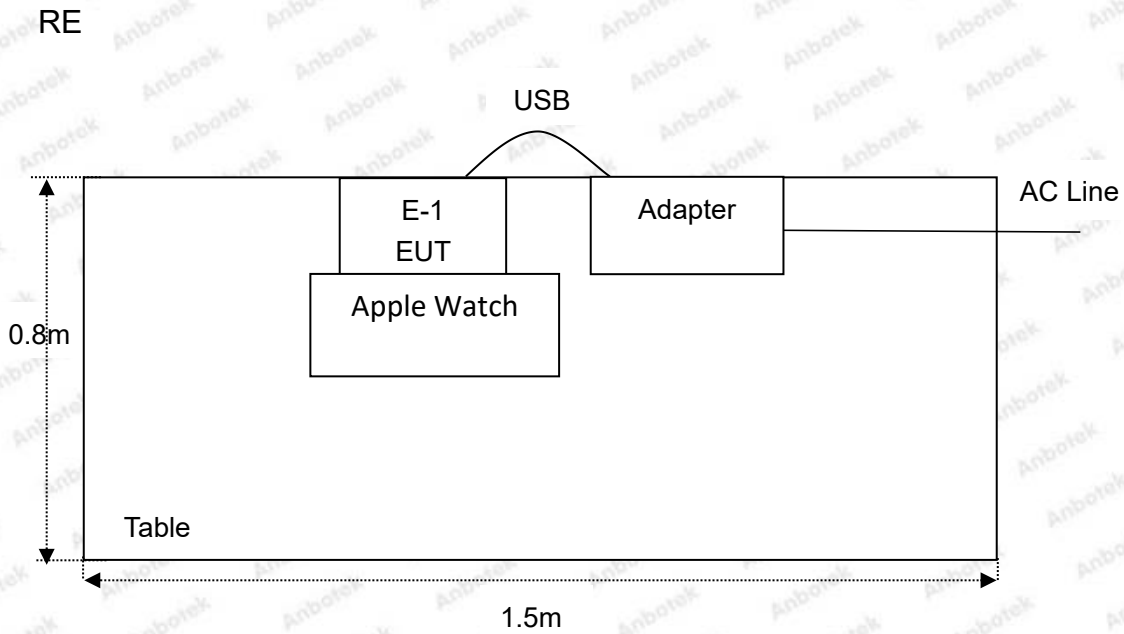 RE
USB
AC Line
E-1
EUT
Adapter
Apple Watch
0.8m
Table
1.5m